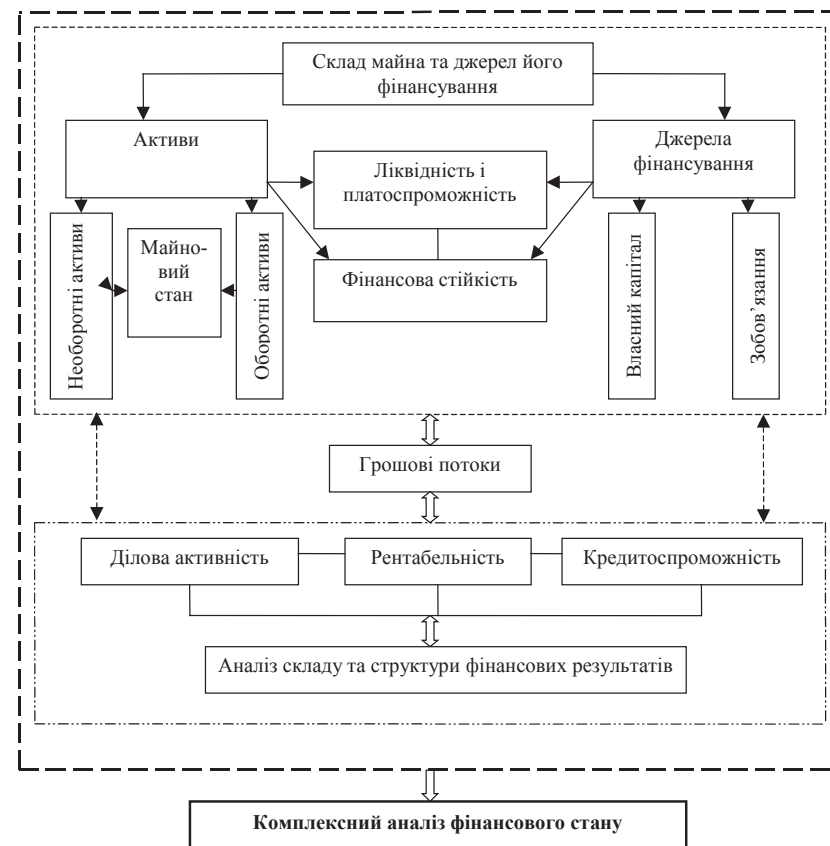 Склад майна та джерел його
фінансування
Активи
Джерела
фінансування
Ліквідність і
платоспроможність
Необоротні активи
Майно-
вий
стан
Оборотні активи
Фінансова стійкість
Власний капітал
Зобов’язання
Грошові потоки
Ділова активність
Рентабельність
Кредитоспроможність
Аналіз складу та структури фінансових результатів
Комплексний аналіз фінансового стану